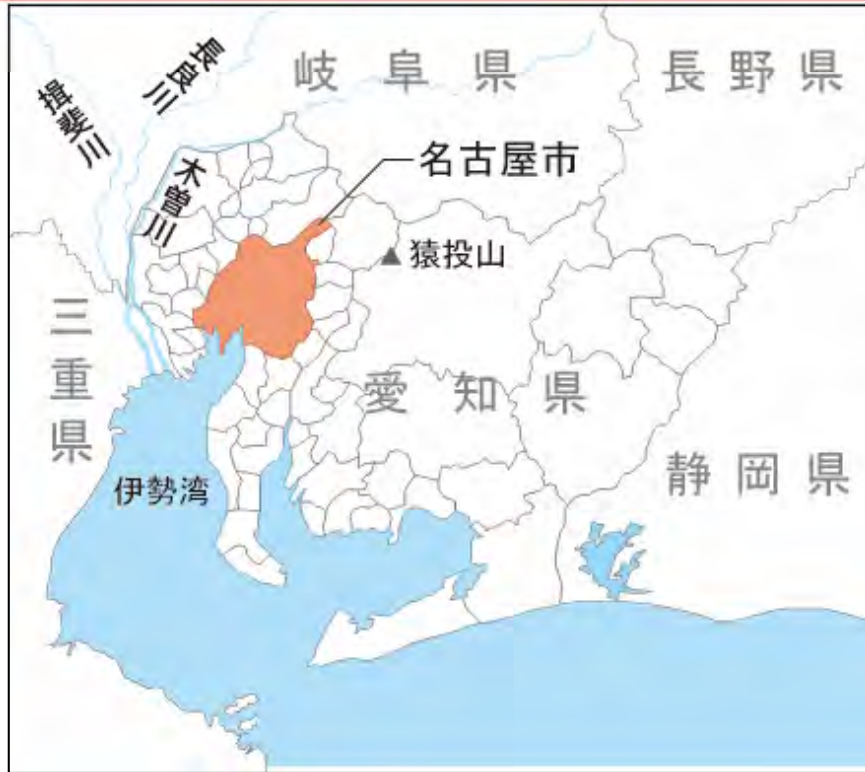 岐阜県
長野県
長良川
揖斐川
木曽川
名古屋市
猿投山
三重県
愛知県
静岡県
伊勢湾